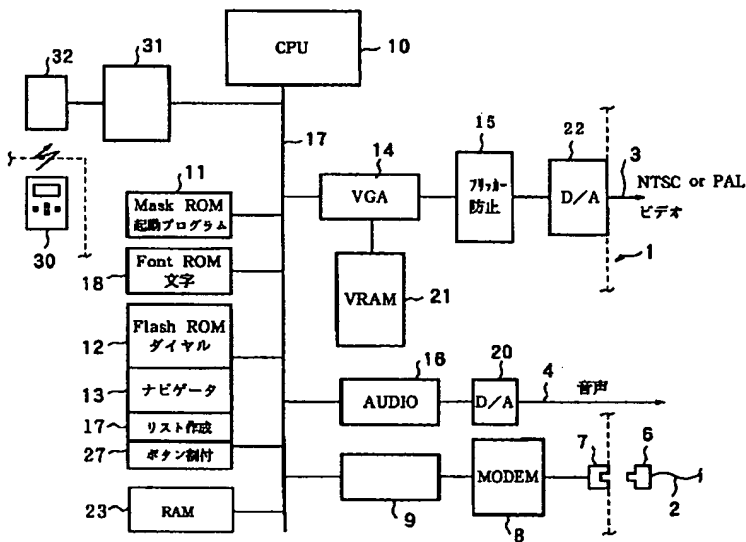 32
31
CPU
10
17
30
11
Mask ROM
起動プログラム
18
Font ROM
文字
12
Flash ROM
ダイヤル
13
ナビゲータ
17
リスト作成
27
ボタン割付
23
RAM
14
VGA
15
フリッカー
防止
22
D/A
3
NTSC or PAL
ビデオ
1
VRAM
21
16
AUDIO
20
D/A
4
音声
9
MODEM
8
7
6
2